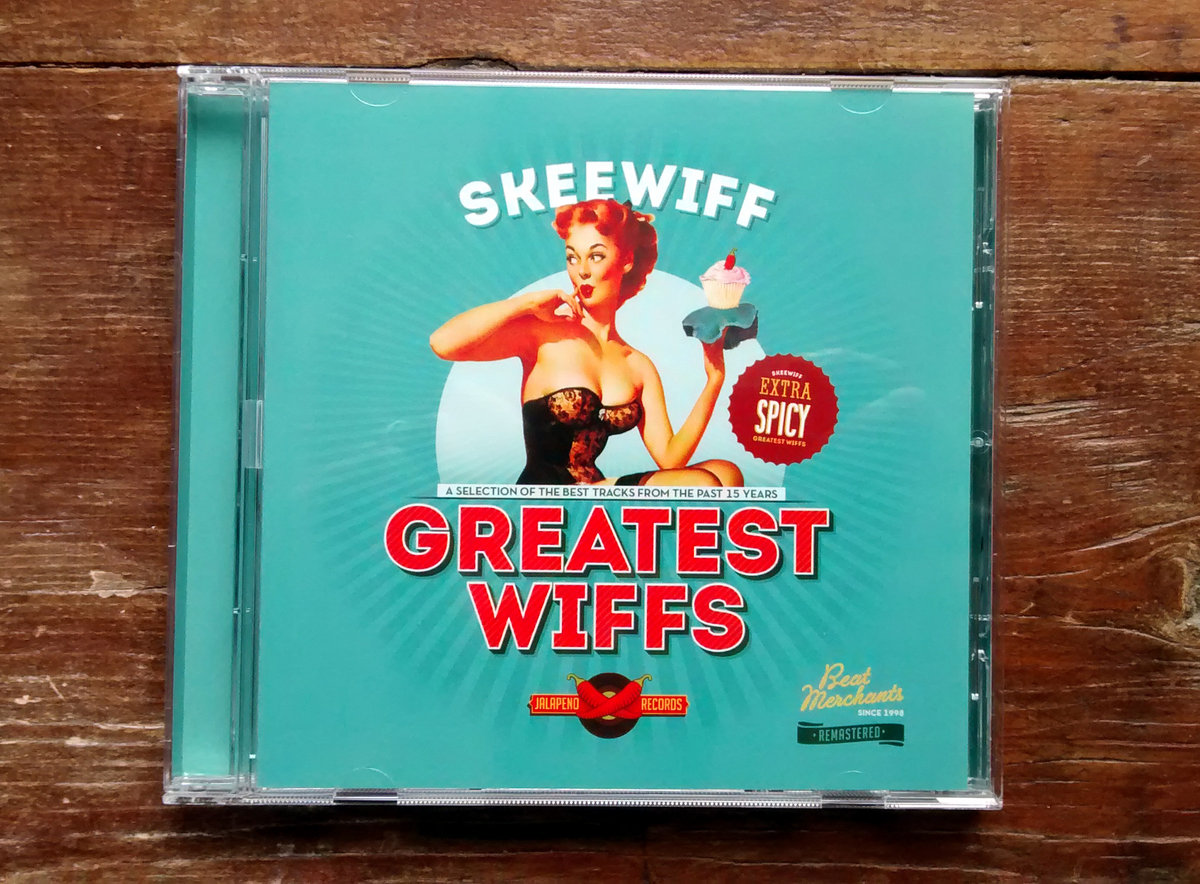 SKEEWIFF
SKEEWIFF
EXTRA
SPICY
GREATEST WIFFS
A SELECTION OF THE BEST TRACKS FROM THE PAST 15 YEARS
GREATEST
WIFFS
JALAPENO RECORDS
Beat
Merchants
SINCE 1998
REMASTERED